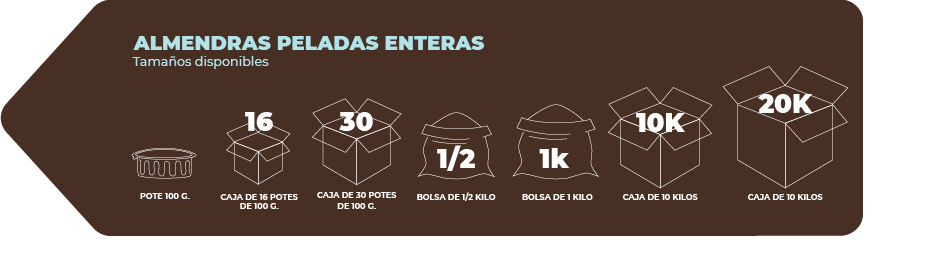 ALMENDRAS PELADAS ENTERAS
Tamaños disponibles
16
30
1/2
1k
10K
20K
POTE 100 G.
CAJA DE 16 POTES
DE 100 G.
CAJA DE 30 POTES
DE 100 G.
BOLSA DE 1/2 KILO
BOLSA DE 1 KILO
CAJA DE 10 KILOS
CAJA DE 10 KILOS